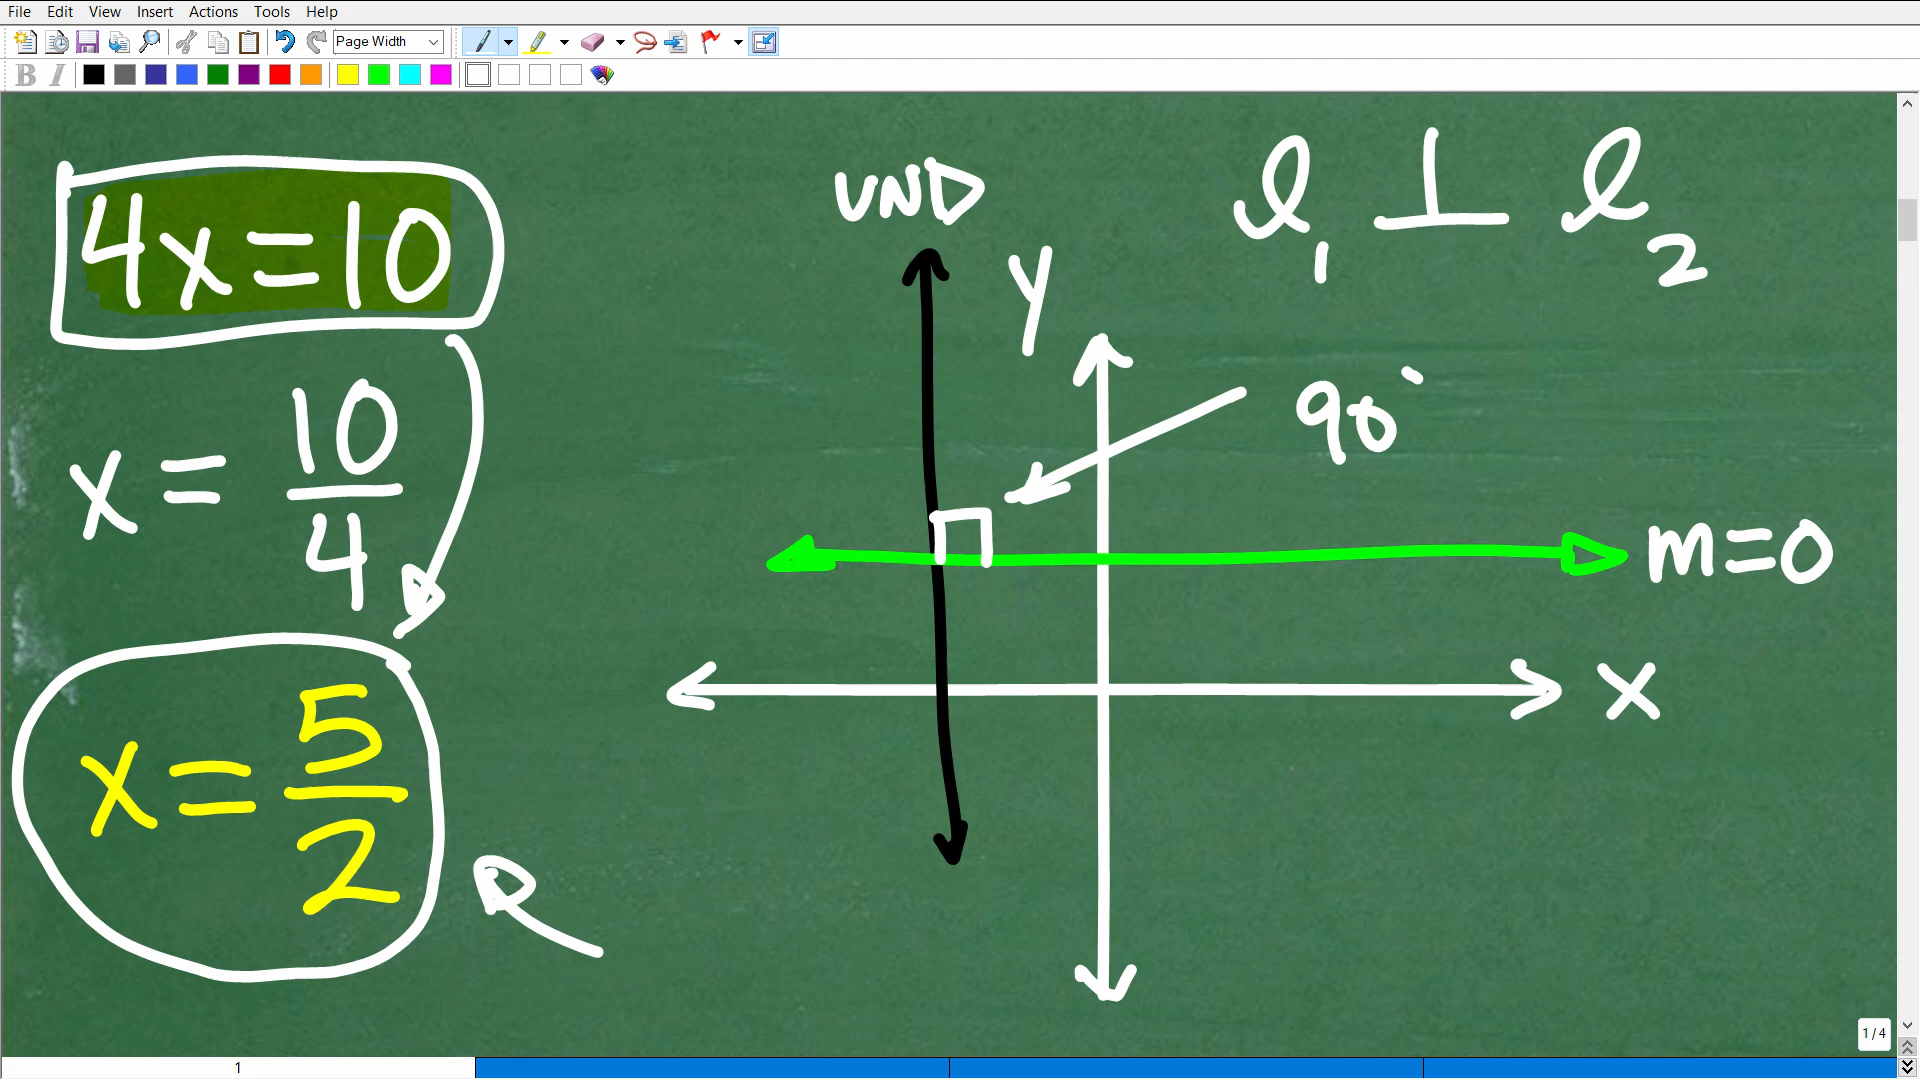 File Edit View Insert Actions Tools Help
Page Width
B I
4x=10
x = 10/4
x = 5/2
UND
l₁ ⊥ l₂
y
90°
m=0
x
1 / 4
1